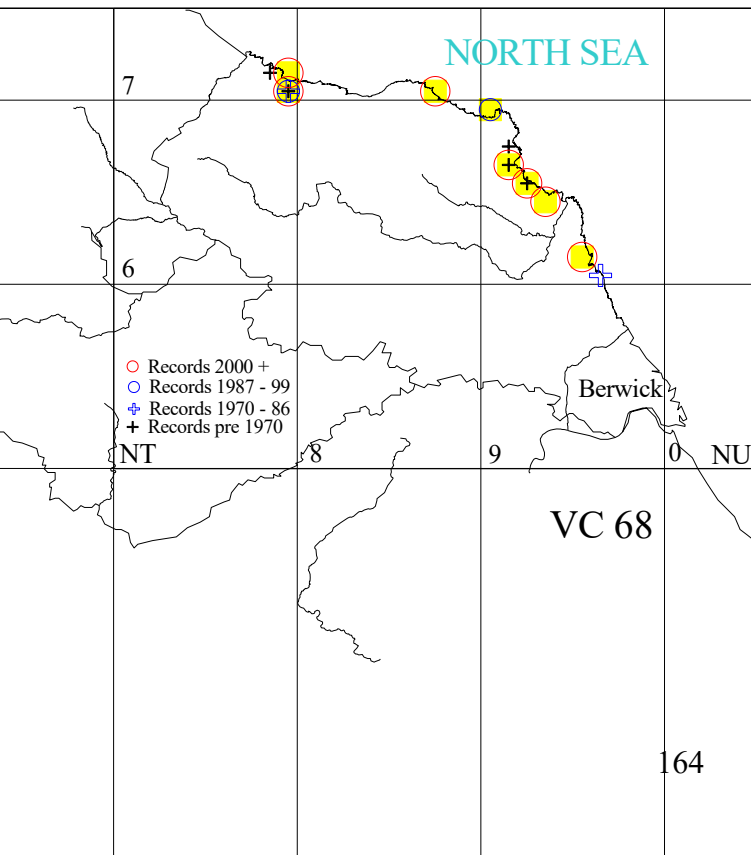 NORTH SEA
7
6
Records 2000 +
Records 1987 - 99
Records 1970 - 86
Records pre 1970
Berwick
NT 8 9 0 NU
VC 68
164